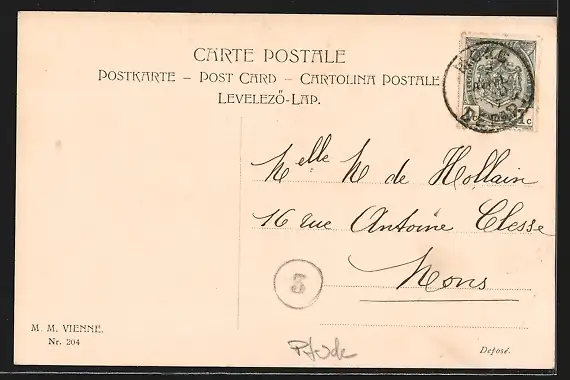 CARTE POSTALE
POSTKARTE – POST CARD – CARTOLINA POSTALE
LEVELEZŐ-LAP.
Melle M de Hollain
16 rue Antoine Clesse
Mons
3
M. M. VIENNE.
Nr. 204
Deposé.